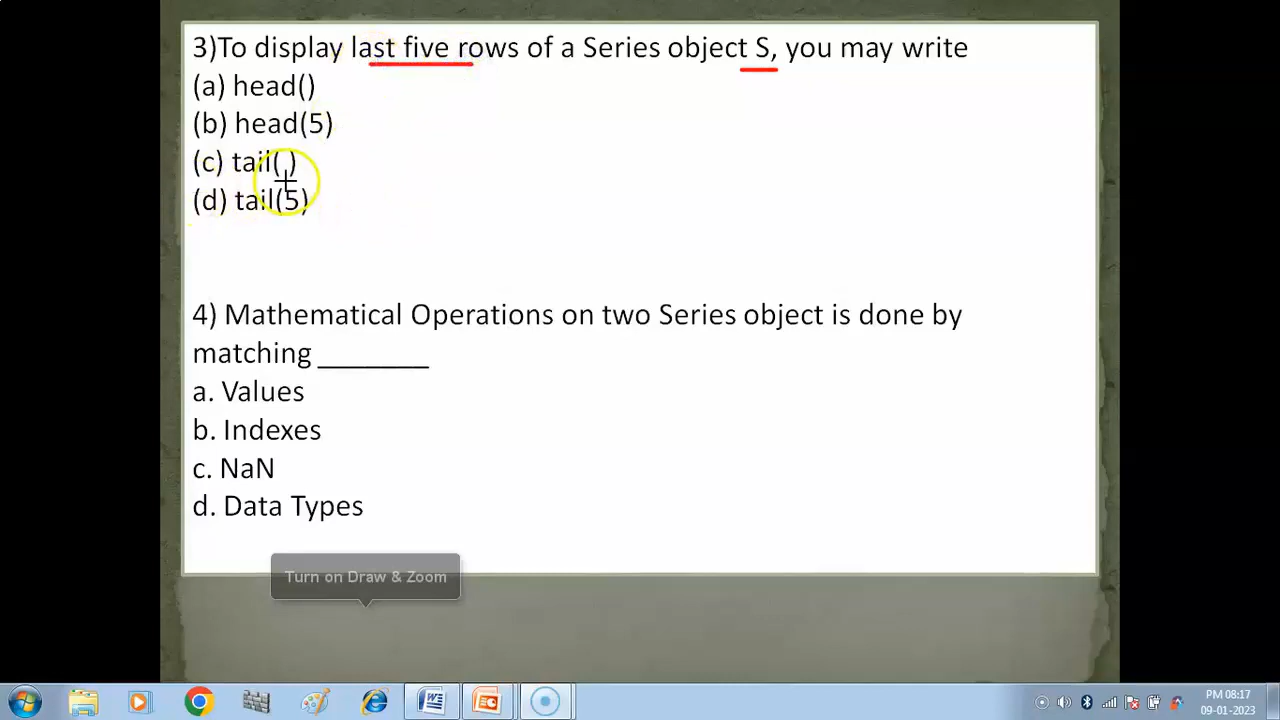 3)To display last five rows of a Series object S, you may write
(a) head()
(b) head(5)
(c) tail( )
(d) tail(5)
4) Mathematical Operations on two Series object is done by
matching _______
a. Values
b. Indexes
c. NaN
d. Data Types
Turn on Draw & Zoom
PM 08:17
09-01-2023